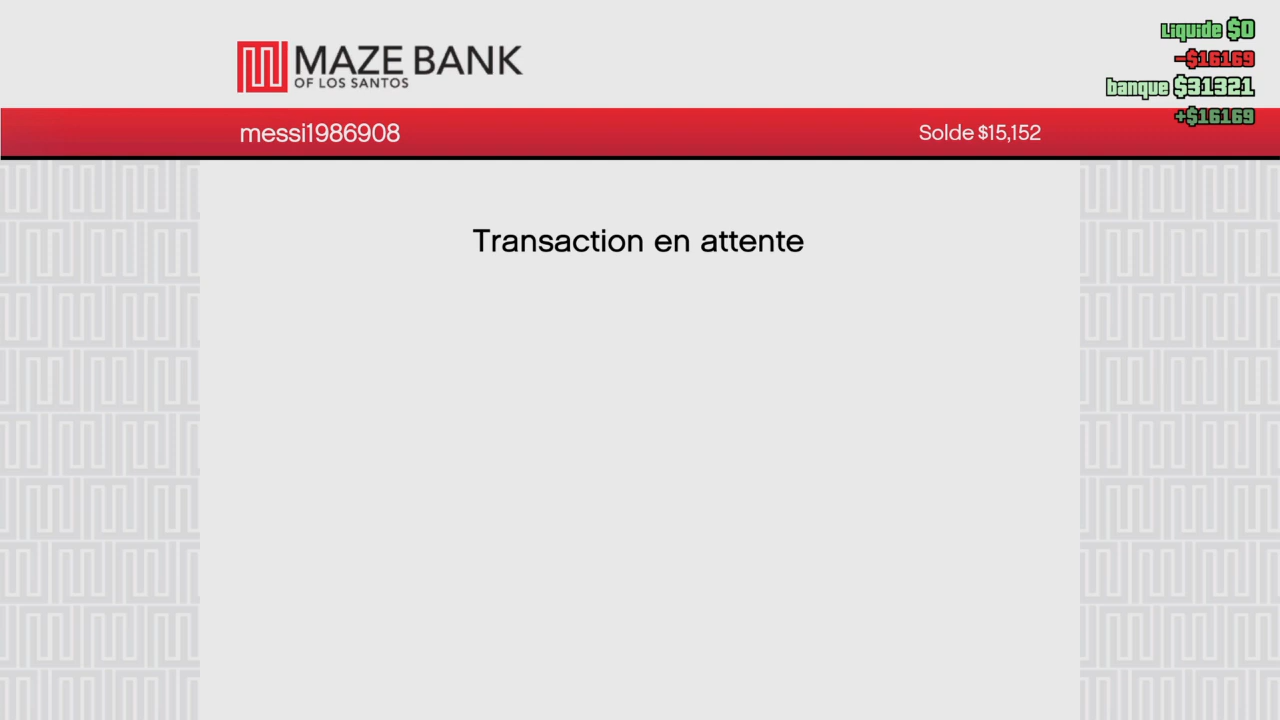 MAZE BANK
OF LOS SANTOS
Liquide $0
-$16169
banque $31321
+$16169
messi1986908
Solde $15,152
Transaction en attente